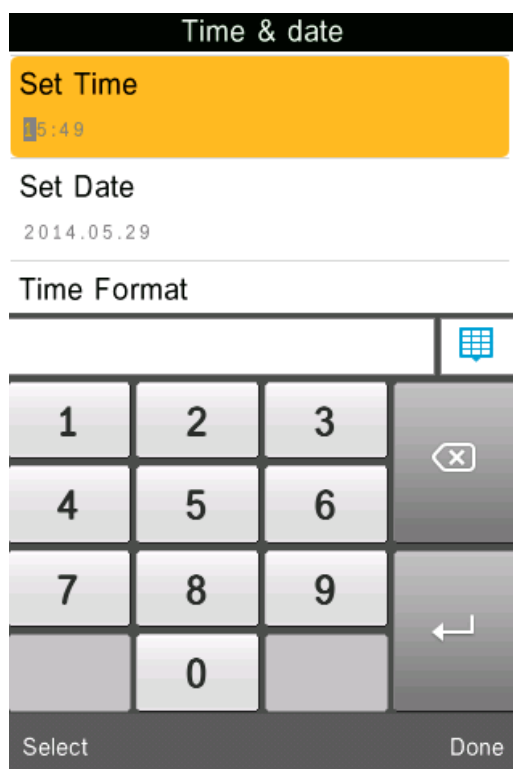 Time & date
Set Time
15:49
Set Date
2014.05.29
Time Format
1 2 3
4 5 6
7 8 9
0
Select Done